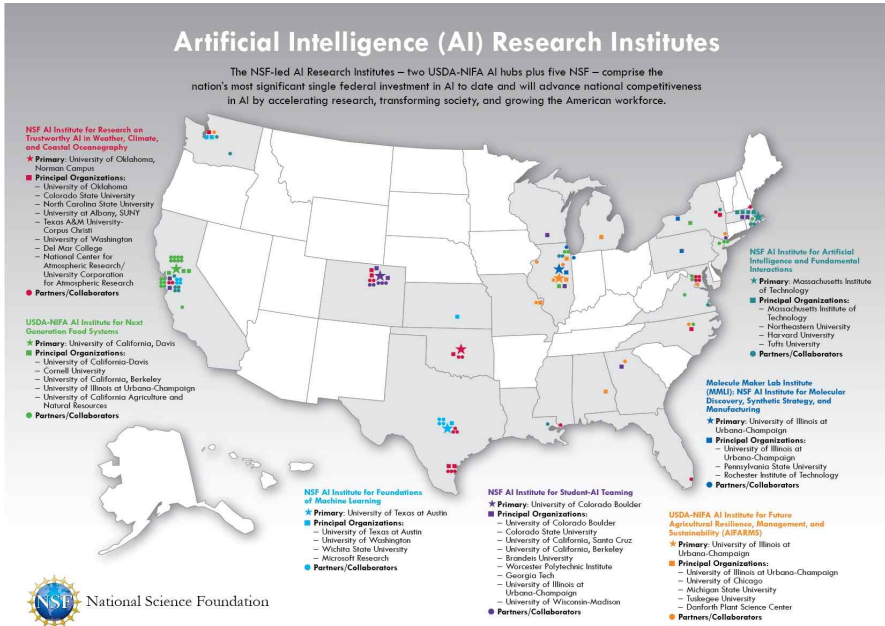 Artificial Intelligence (AI) Research Institutes
The NSF-led AI Research Institutes – two USDA-NIFA AI hubs plus five NSF – comprise the
nation's most significant single federal investment in AI to date and will advance national competitiveness
in AI by accelerating research, transforming society, and growing the American workforce.
NSF AI Institute for Research on
Trustworthy AI in Weather, Climate,
and Coastal Oceanography
Primary: University of Oklahoma,
Norman Campus
Principal Organizations:
– University of Oklahoma
– Colorado State University
– North Carolina State University
– University at Albany, SUNY
– Texas A&M University-
Corpus Christi
– University of Washington
– Del Mar College
– National Center for
Atmospheric Research/
University Corporation
for Atmospheric Research
Partners/Collaborators
USDA-NIFA AI Institute for Next
Generation Food Systems
Primary: University of California, Davis
Principal Organizations:
– University of California-Davis
– Cornell University
– University of California, Berkeley
– University of Illinois at Urbana-Champaign
– University of California Agriculture and
Natural Resources
Partners/Collaborators
NSF AI Institute for Foundations
of Machine Learning
Primary: University of Texas at Austin
Principal Organizations:
– University of Texas at Austin
– University of Washington
– Wichita State University
– Microsoft Research
Partners/Collaborators
NSF AI Institute for Student-AI Teaming
Primary: University of Colorado Boulder
Principal Organizations:
– University of Colorado Boulder
– Colorado State University
– University of California, Santa Cruz
– University of California, Berkeley
– Brandeis University
– Worcester Polytechnic Institute
– Georgia Tech
– University of Illinois at
Urbana-Champaign
– University of Wisconsin-Madison
Partners/Collaborators
NSF AI Institute for Artificial
Intelligence and Fundamental
Interactions
Primary: Massachusetts Institute
of Technology
Principal Organizations:
– Massachusetts Institute of
Technology
– Northeastern University
– Harvard University
– Tufts University
Partners/Collaborators
Molecule Maker Lab Institute
(MMLI): NSF AI Institute for Molecular
Discovery, Synthetic Strategy, and
Manufacturing
Primary: University of Illinois at
Urbana-Champaign
Principal Organizations:
– University of Illinois at
Urbana-Champaign
– Pennsylvania State University
– Rochester Institute of Technology
Partners/Collaborators
USDA-NIFA AI Institute for Future
Agricultural Resilience, Management, and
Sustainability (AIFARMS)
Primary: University of Illinois at
Urbana-Champaign
Principal Organizations:
– University of Illinois at Urbana-Champaign
– University of Chicago
– Michigan State University
– Tuskegee University
– Danforth Plant Science Center
Partners/Collaborators
NSF
National Science Foundation